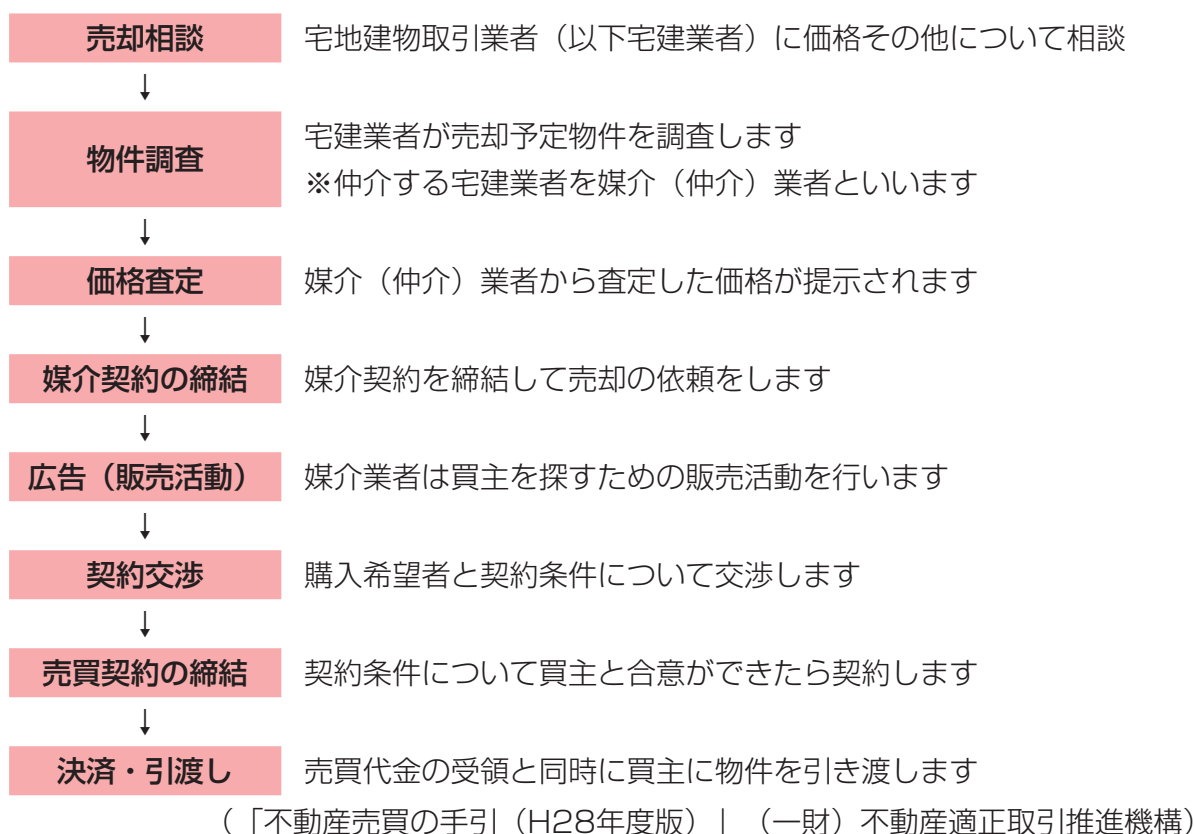 売却相談 宅地建物取引業者（以下宅建業者）に価格その他について相談
↓
物件調査 宅建業者が売却予定物件を調査します
※仲介する宅建業者を媒介（仲介）業者といいます
↓
価格査定 媒介（仲介）業者から査定した価格が提示されます
↓
媒介契約の締結 媒介契約を締結して売却の依頼をします
↓
広告（販売活動） 媒介業者は買主を探すための販売活動を行います
↓
契約交渉 購入希望者と契約条件について交渉します
↓
売買契約の締結 契約条件について買主と合意ができたら契約します
↓
決済・引渡し 売買代金の受領と同時に買主に物件を引き渡します
（「不動産売買の手引（H28年度版）」（一財）不動産適正取引推進機構）